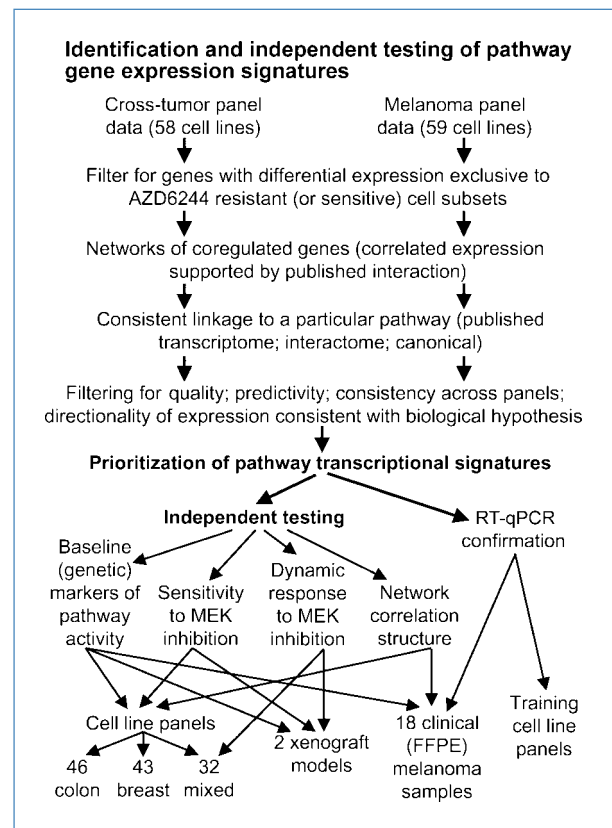 Identification and independent testing of pathway
gene expression signatures
Cross-tumor panel
data (58 cell lines)
Melanoma panel
data (59 cell lines)
Filter for genes with differential expression exclusive to
AZD6244 resistant (or sensitive) cell subsets
Networks of coregulated genes (correlated expression
supported by published interaction)
Consistent linkage to a particular pathway (published
transcriptome; interactome; canonical)
Filtering for quality; predictivity; consistency across panels;
directionality of expression consistent with biological hypothesis
Prioritization of pathway transcriptional signatures
Independent testing
RT-qPCR
confirmation
Baseline
(genetic)
markers of
pathway
activity
Sensitivity
to MEK
inhibition
Dynamic
response
to MEK
inhibition
Network
correlation
structure
Cell line panels
46
colon
43
breast
32
mixed
2 xenograft
models
18 clinical
(FFPE)
melanoma
samples
Training
cell line
panels